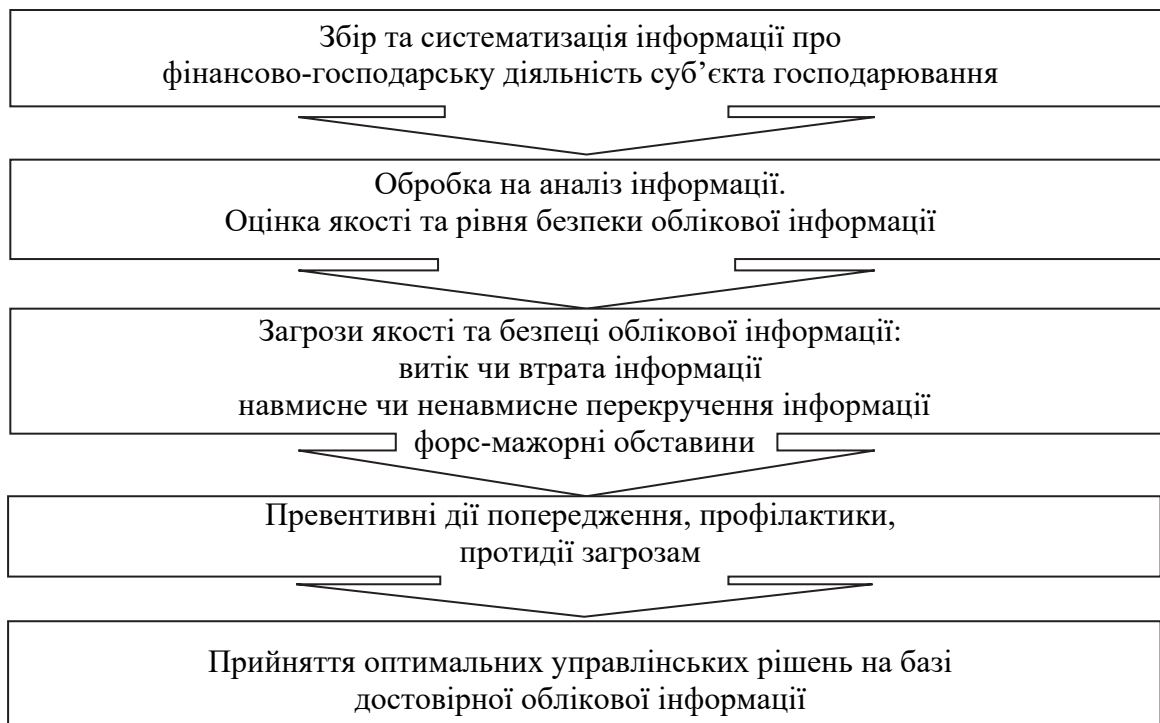 Збір та систематизація інформації про
фінансово-господарську діяльність суб’єкта господарювання
Обробка на аналіз інформації.
Оцінка якості та рівня безпеки облікової інформації
Загрози якості та безпеці облікової інформації:
витік чи втрата інформації
навмисне чи ненавмисне перекручення інформації
форс-мажорні обставини
Превентивні дії попередження, профілактики,
протидії загрозам
Прийняття оптимальних управлінських рішень на базі
достовірної облікової інформації